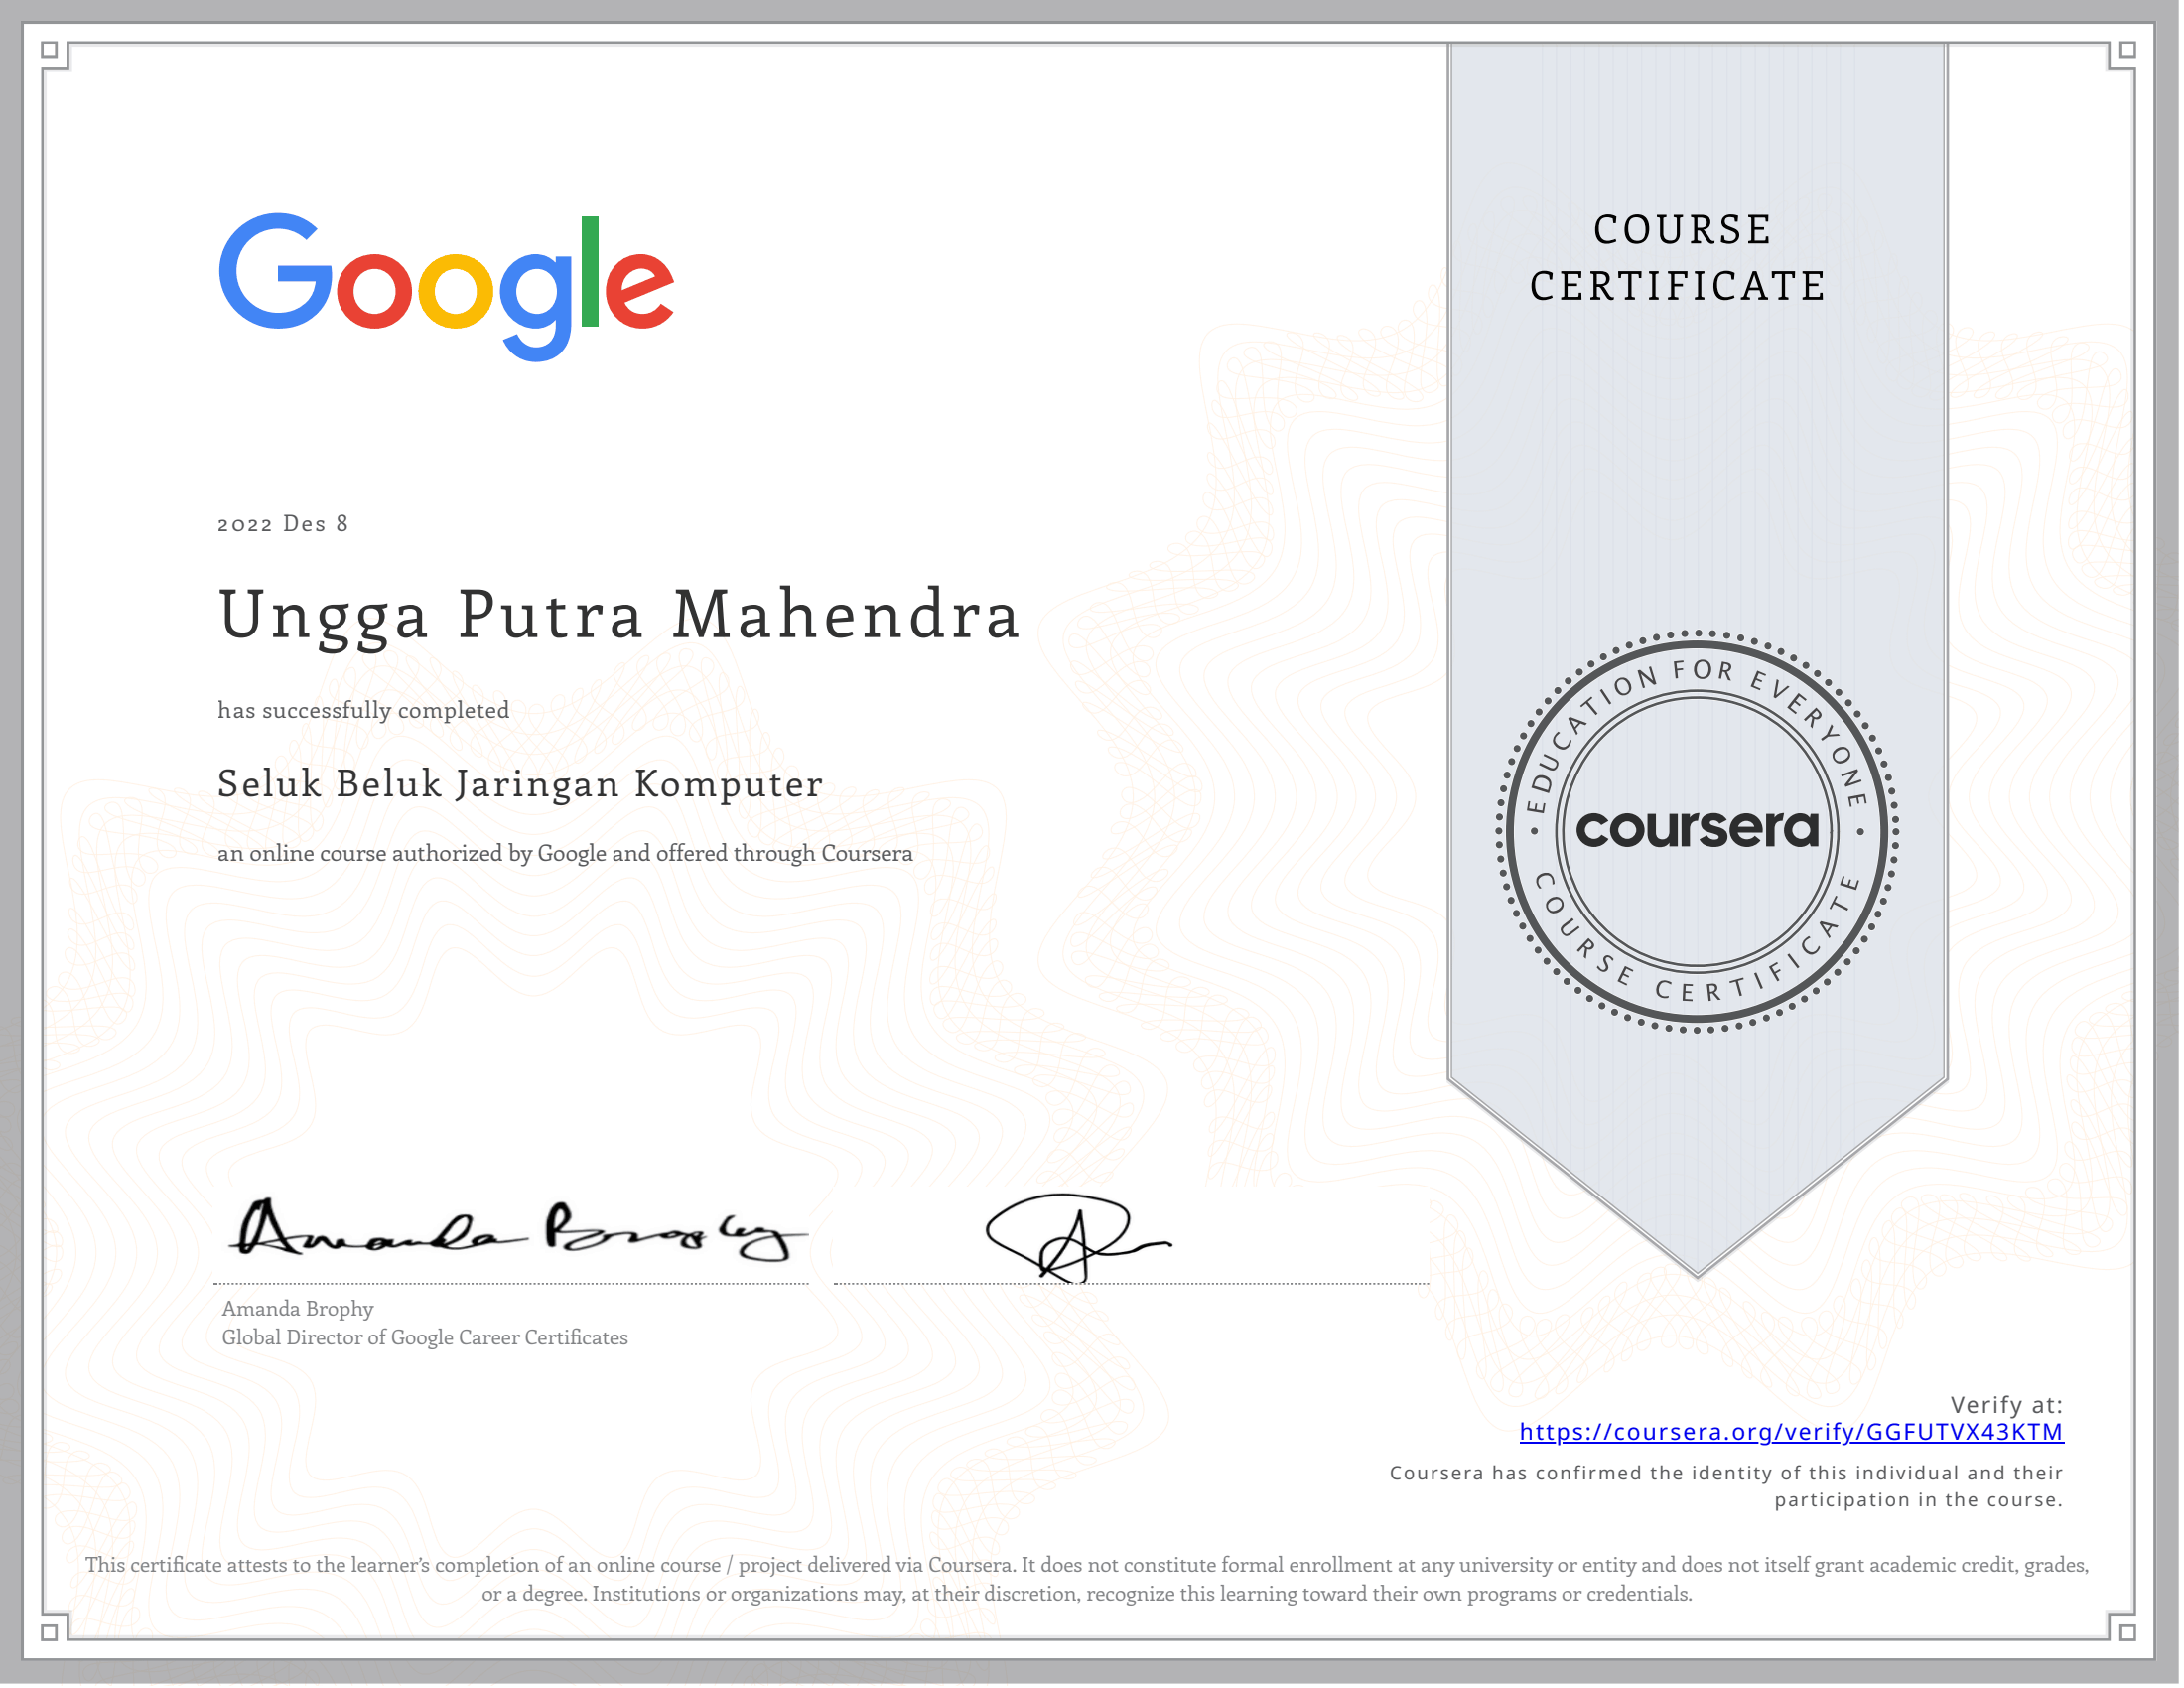 Google
COURSE
CERTIFICATE
2022 Des 8
Ungga Putra Mahendra
has successfully completed
Seluk Beluk Jaringan Komputer
an online course authorized by Google and offered through Coursera
EDUCATION FOR EVERYONE
coursera
COURSE CERTIFICATE
Amanda Brophy
Amanda Brophy
Global Director of Google Career Certificates
Verify at:
https://coursera.org/verify/GGFUTVX43KTM
Coursera has confirmed the identity of this individual and their
participation in the course.
This certificate attests to the learner's completion of an online course / project delivered via Coursera. It does not constitute formal enrollment at any university or entity and does not itself grant academic credit, grades,
or a degree. Institutions or organizations may, at their discretion, recognize this learning toward their own programs or credentials.